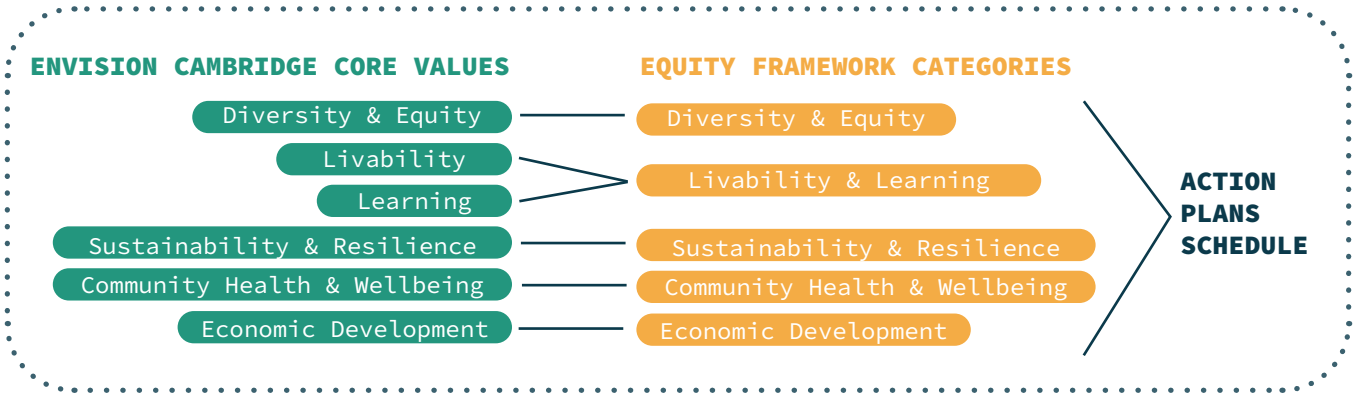 ENVISION CAMBRIDGE CORE VALUES
Diversity & Equity
Livability
Learning
Sustainability & Resilience
Community Health & Wellbeing
Economic Development
EQUITY FRAMEWORK CATEGORIES
Diversity & Equity
Livability & Learning
Sustainability & Resilience
Community Health & Wellbeing
Economic Development
ACTION
PLANS
SCHEDULE